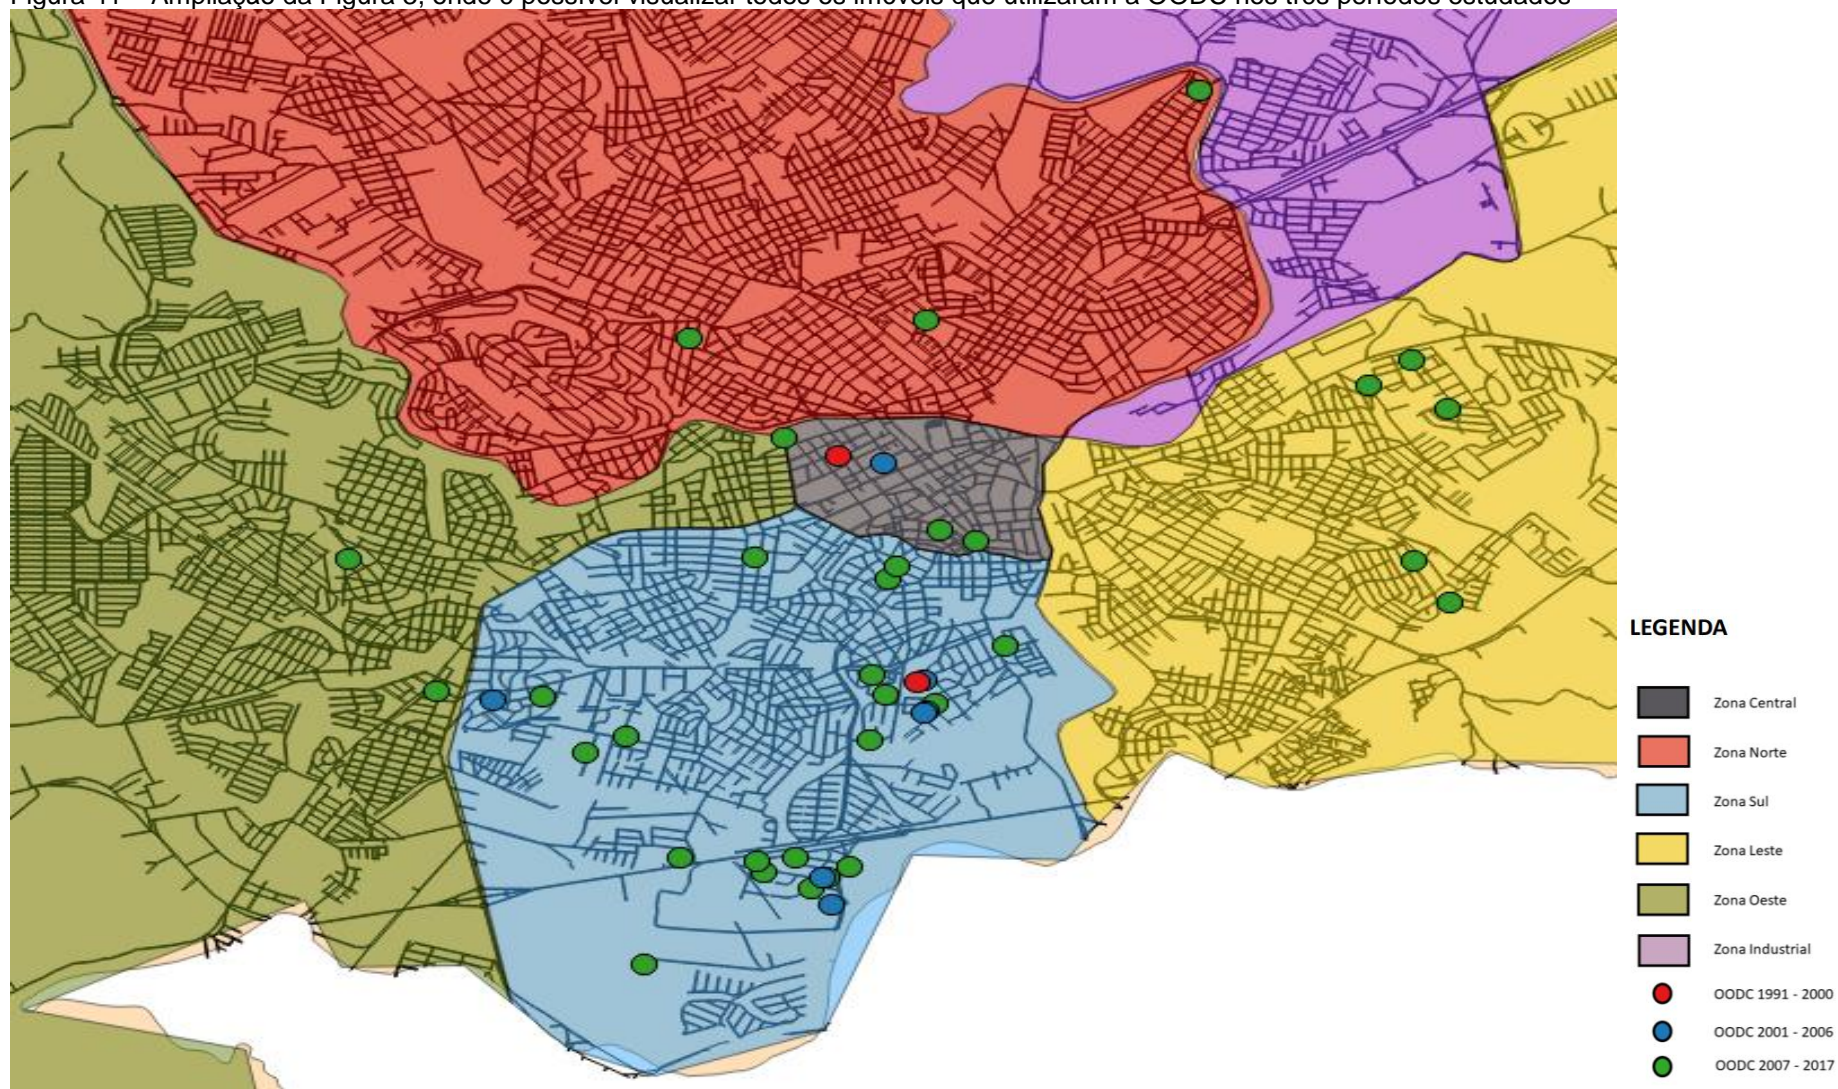 Figura 11 – Ampliação da Figura 8, onde é possível visualizar todos os imóveis que utilizaram a OODC nos três períodos estudados
LEGENDA
Zona Central
Zona Norte
Zona Sul
Zona Leste
Zona Oeste
Zona Industrial
OODC 1991 - 2000
OODC 2001 - 2006
OODC 2007 - 2017